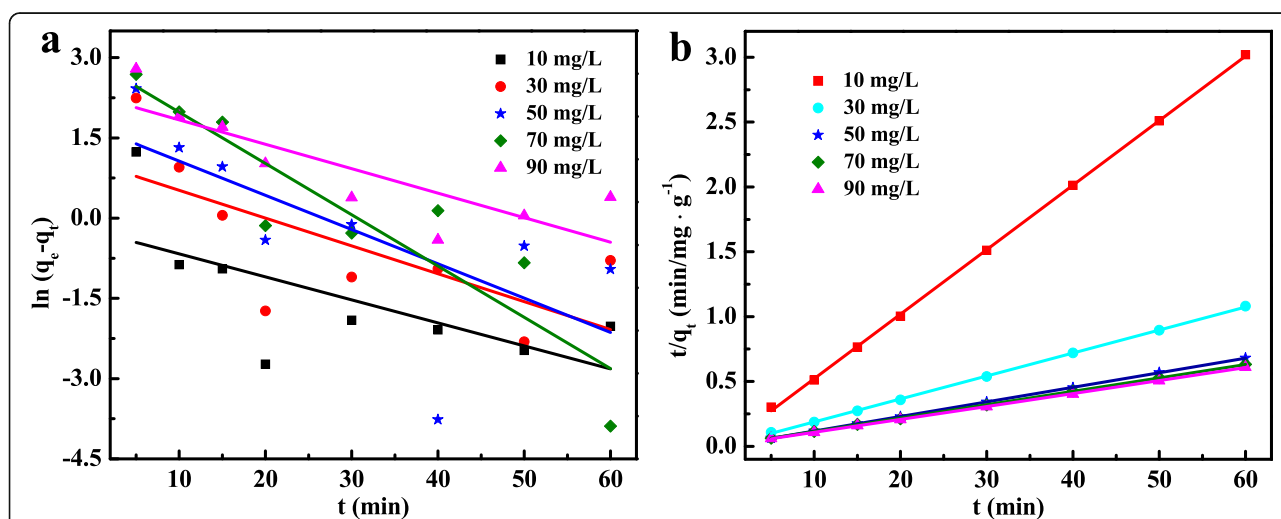 a
3.0
1.5
0.0
-1.5
-3.0
-4.5
ln (qₑ-qₜ)
10 mg/L
30 mg/L
50 mg/L
70 mg/L
90 mg/L
10 20 30 40 50 60
t (min)
b
3.0
2.5
2.0
1.5
1.0
0.5
0.0
t/qₜ (min/mg · g⁻¹)
10 mg/L
30 mg/L
50 mg/L
70 mg/L
90 mg/L
10 20 30 40 50 60
t (min)